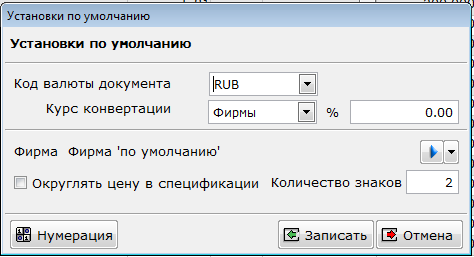 Установки по умолчанию
Установки по умолчанию
Код валюты документа RUB
Курс конвертации Фирмы % 0.00
Фирма Фирма 'по умолчанию'
Округлять цену в спецификации Количество знаков 2
Нумерация Записать Отмена